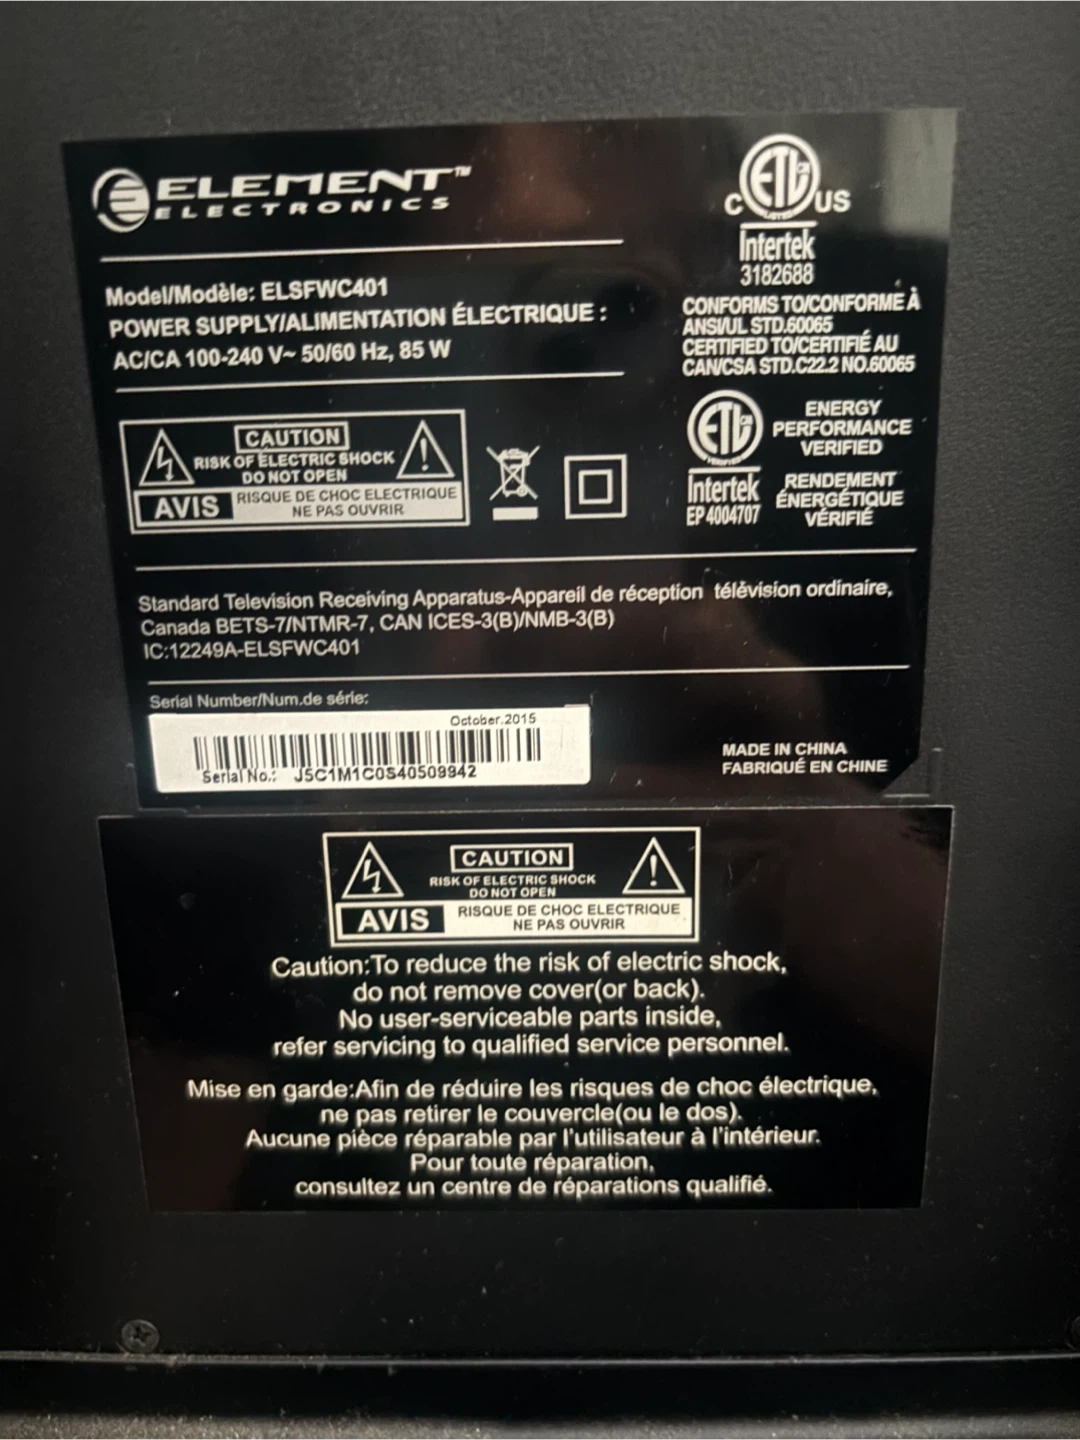 ELEMENT™
ELECTRONICS
Model/Modèle: ELSFWC401
POWER SUPPLY/ALIMENTATION ÉLECTRIQUE :
AC/CA 100-240 V~ 50/60 Hz, 85 W
ETL
CM
LISTED
C US
Intertek
3182688
CONFORMS TO/CONFORME À
ANSI/UL STD.60065
CERTIFIED TO/CERTIFIÉ AU
CAN/CSA STD.C22.2 NO.60065
CAUTION
RISK OF ELECTRIC SHOCK
DO NOT OPEN
AVIS
RISQUE DE CHOC ELECTRIQUE
NE PAS OUVRIR
ETL
CM
VERIFIED
Intertek
EP 4004707
ENERGY
PERFORMANCE
VERIFIED
RENDEMENT
ÉNERGÉTIQUE
VÉRIFIÉ
Standard Television Receiving Apparatus-Appareil de réception télévision ordinaire,
Canada BETS-7/NTMR-7, CAN ICES-3(B)/NMB-3(B)
IC:12249A-ELSFWC401
Serial Number/Num.de série:
October.2015
Serial No.: J5C1M1C0S40509942
MADE IN CHINA
FABRIQUÉ EN CHINE
CAUTION
RISK OF ELECTRIC SHOCK
DO NOT OPEN
AVIS
RISQUE DE CHOC ELECTRIQUE
NE PAS OUVRIR
Caution:To reduce the risk of electric shock,
do not remove cover(or back).
No user-serviceable parts inside,
refer servicing to qualified service personnel.
Mise en garde:Afin de réduire les risques de choc électrique,
ne pas retirer le couvercle(ou le dos).
Aucune pièce réparable par l'utilisateur à l'intérieur.
Pour toute réparation,
consultez un centre de réparations qualifié.